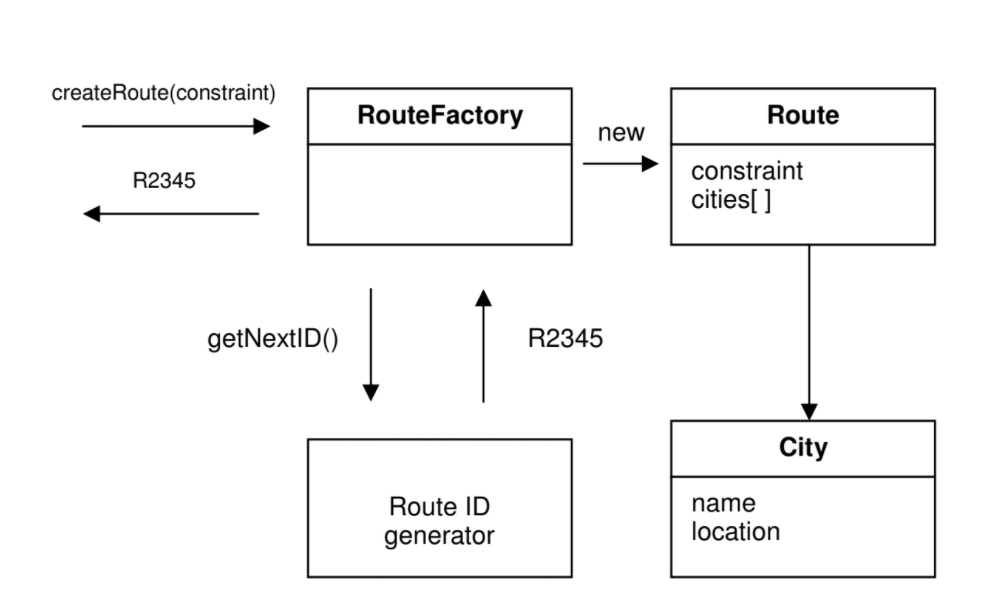 createRoute(constraint)
R2345
RouteFactory
new
Route
constraint
cities[ ]
getNextID()
R2345
Route ID
generator
City
name
location